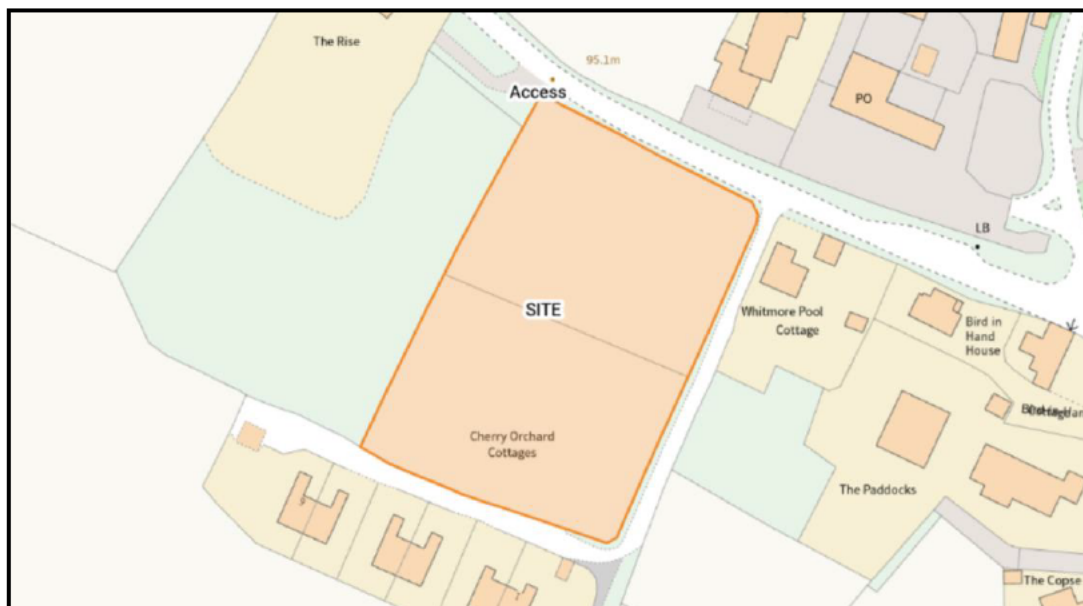 The Rise
95.1m
Access
PO
LB
SITE
Whitmore Pool
Cottage
Bird in
Hand
House
Cherry Orchard
Cottages
The Paddocks
The Copse